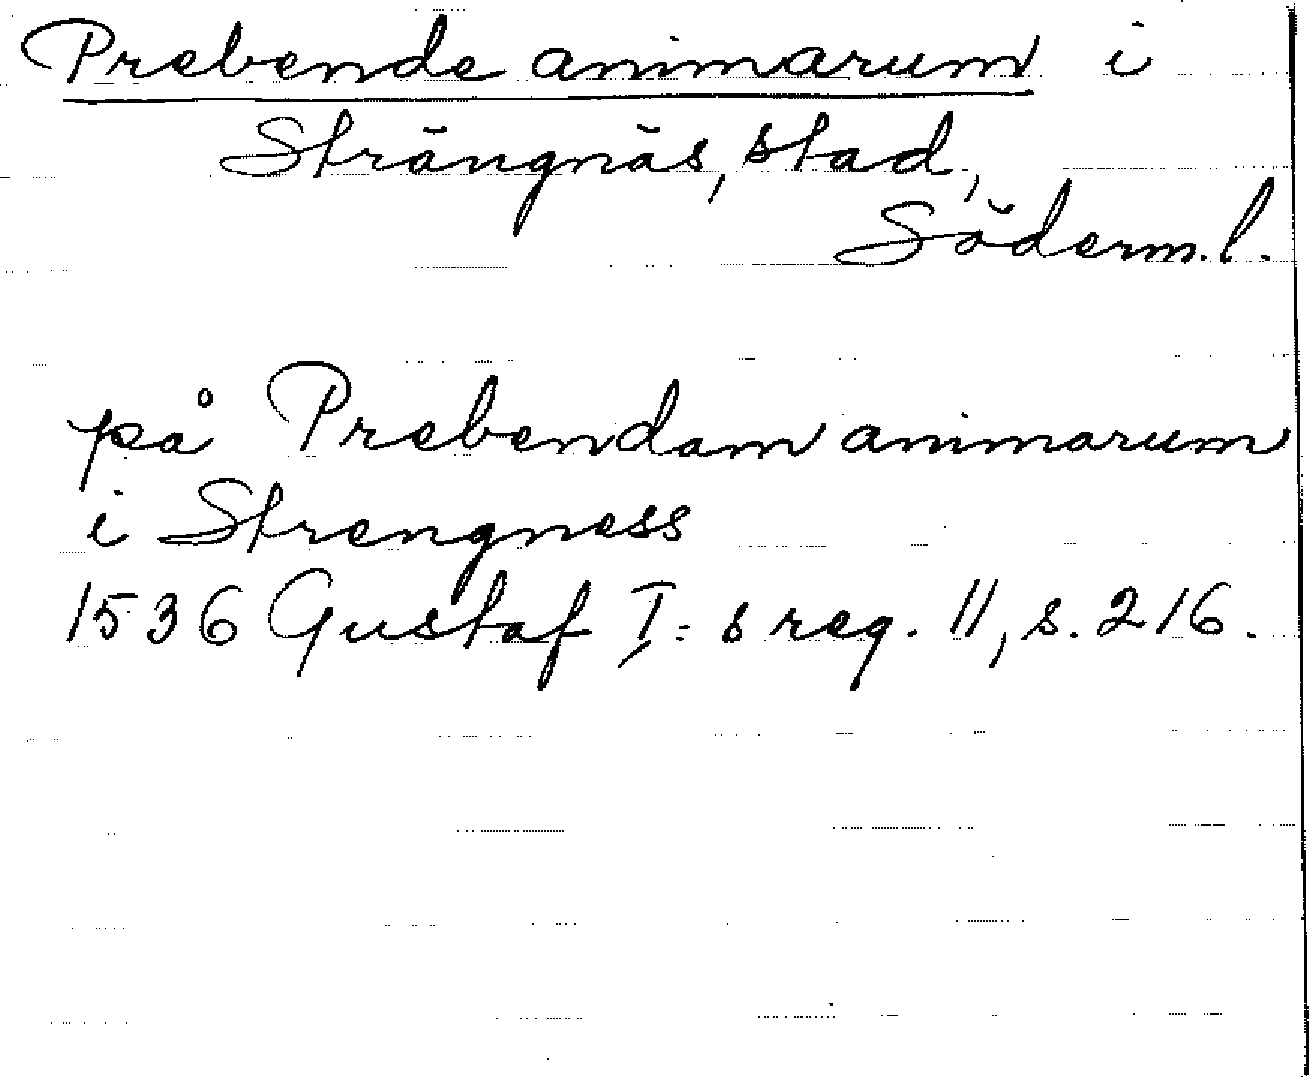 Prebende animarum i
Strängnäs, stad,
Söderm.l.
på Prebendam animarum
i Strengness
1536 Gustaf I:s reg. 11, s. 216.